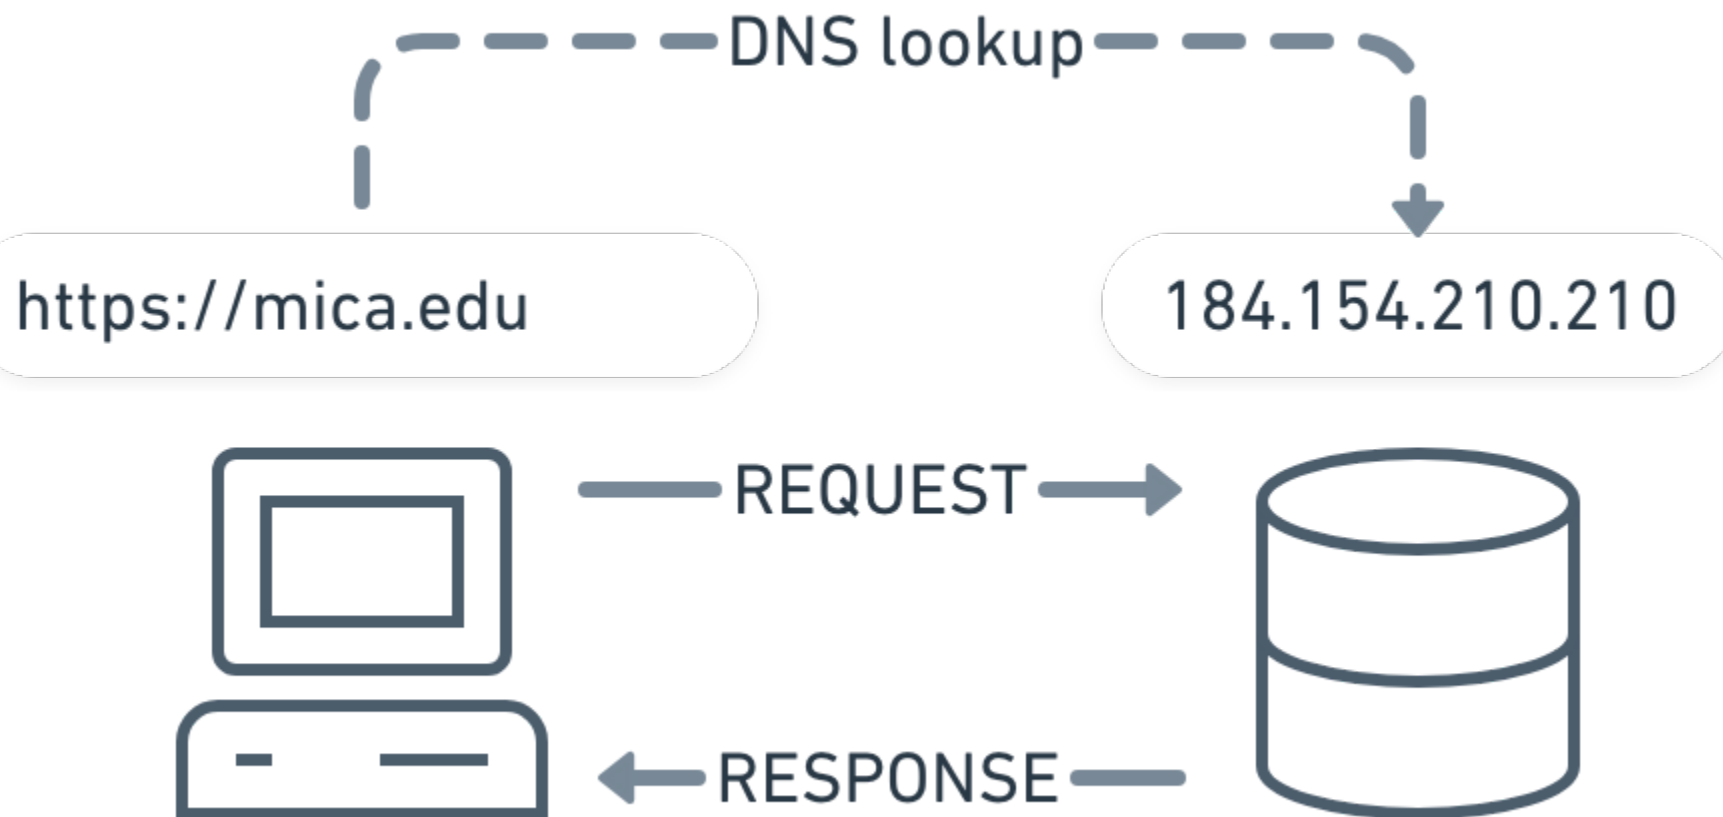 DNS lookup
https://mica.edu
184.154.210.210
REQUEST
RESPONSE